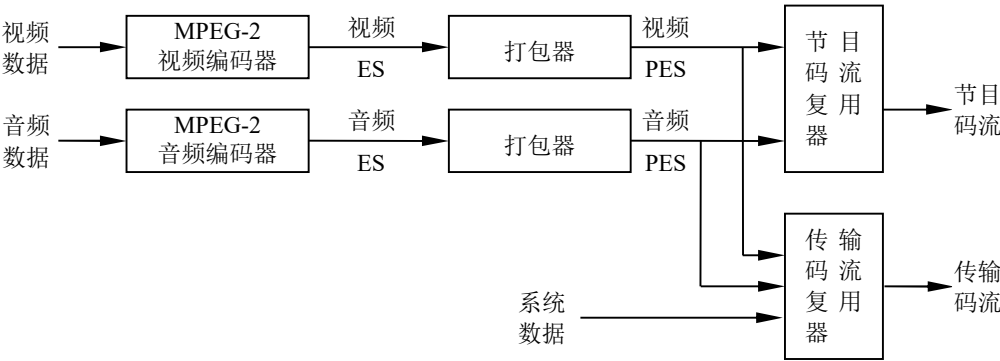 视频
数据
MPEG-2
视频编码器
视频
ES
打包器
视频
PES
节 目
码 流
复 用
器
节目
码流
音频
数据
MPEG-2
音频编码器
音频
ES
打包器
音频
PES
传 输
码 流
复 用
器
传输
码流
系统
数据